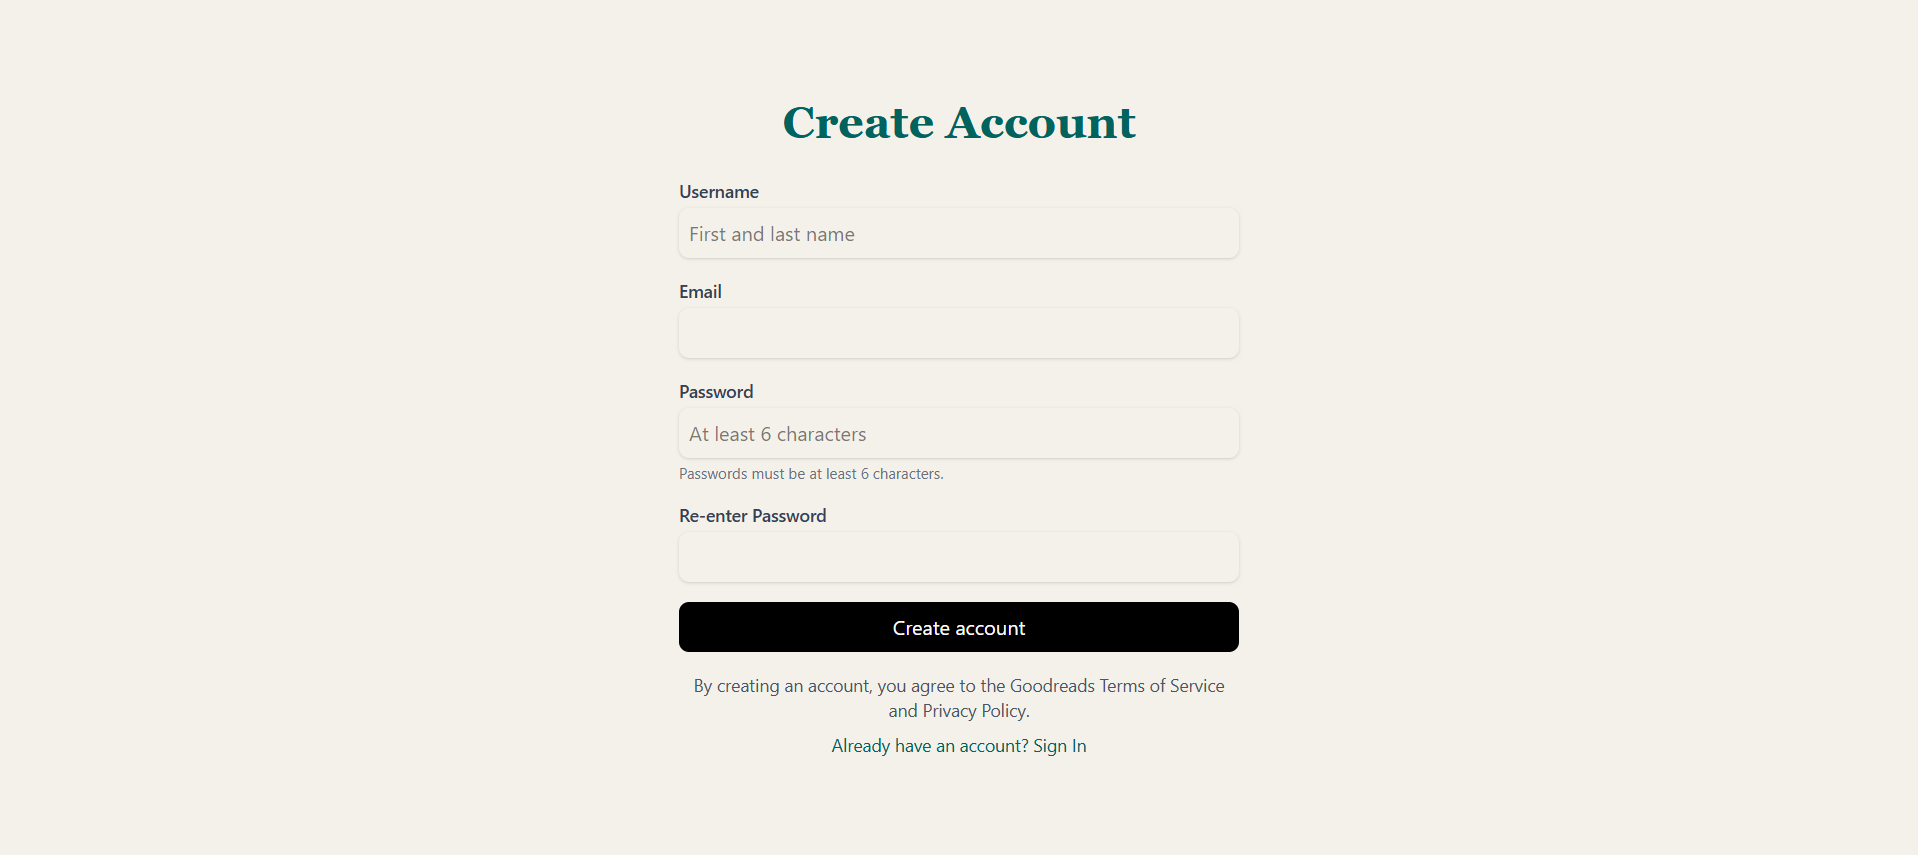 Create Account
Username
First and last name
Email
Password
At least 6 characters
Passwords must be at least 6 characters.
Re-enter Password
Create account
By creating an account, you agree to the Goodreads Terms of Service
and Privacy Policy.
Already have an account? Sign In